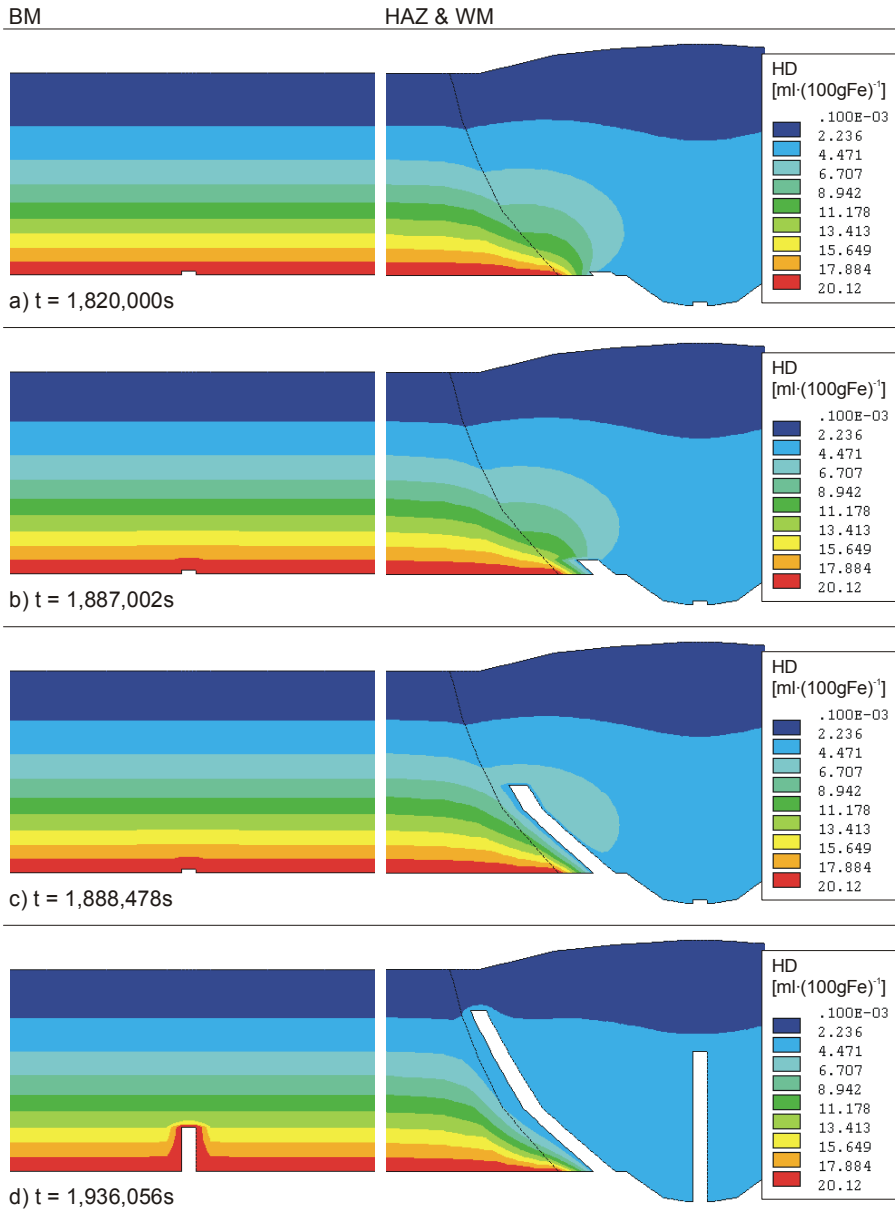 BM
HAZ & WM
HD
[ml·(100gFe)⁻¹]
.100E-03
2.236
4.471
6.707
8.942
11.178
13.413
15.649
17.884
20.12
a) t = 1,820,000s
HD
[ml·(100gFe)⁻¹]
.100E-03
2.236
4.471
6.707
8.942
11.178
13.413
15.649
17.884
20.12
b) t = 1,887,002s
HD
[ml·(100gFe)⁻¹]
.100E-03
2.236
4.471
6.707
8.942
11.178
13.413
15.649
17.884
20.12
c) t = 1,888,478s
HD
[ml·(100gFe)⁻¹]
.100E-03
2.236
4.471
6.707
8.942
11.178
13.413
15.649
17.884
20.12
d) t = 1,936,056s